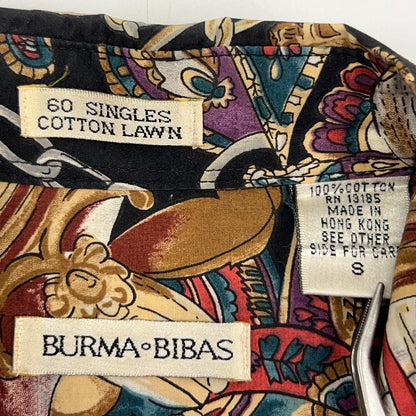 60 SINGLES
COTTON LAWN
100% COTTON
RN 13185
MADE IN
HONG KONG
SEE OTHER
SIDE FOR CARE
S
BURMA BIBAS